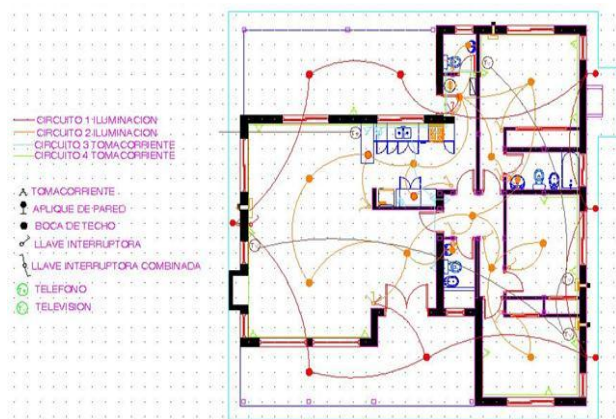 CIRCUITO 1 ILUMINACION
CIRCUITO 2 ILUMINACION
CIRCUITO 3 TOMACORRIENTE
CIRCUITO 4 TOMACORRIENTE
TOMACORRIENTE
APLIQUE DE PARED
BOCA DE TECHO
LLAVE INTERRUPTORA
LLAVE INTERRUPTORA COMBINADA
TELEFONO
TELEVISION